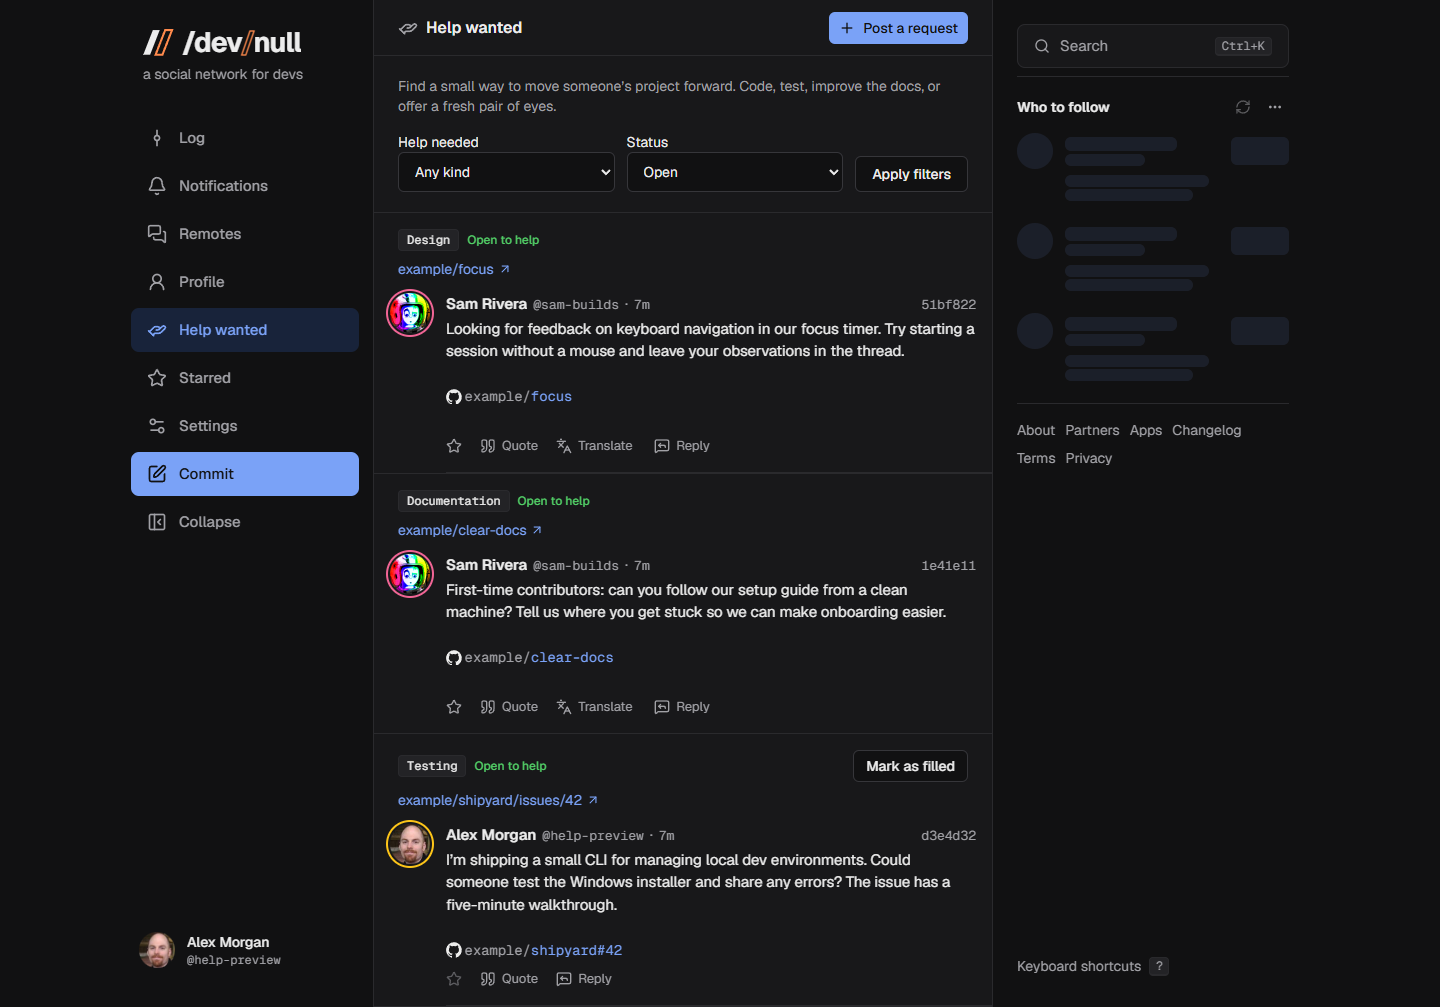 /dev/null
a social network for devs
Log
Notifications
Remotes
Profile
Help wanted
Starred
Settings
Commit
Collapse
Alex Morgan
@help-preview
Help wanted
Post a request
Find a small way to move someone's project forward. Code, test, improve the docs, or
offer a fresh pair of eyes.
Help needed
Status
Any kind
Open
Apply filters
Design
Open to help
example/focus
Sam Rivera @sam-builds · 7m
51bf822
Looking for feedback on keyboard navigation in our focus timer. Try starting a
session without a mouse and leave your observations in the thread.
example/focus
Quote
Translate
Reply
Documentation
Open to help
example/clear-docs
Sam Rivera @sam-builds · 7m
1e41e11
First-time contributors: can you follow our setup guide from a clean
machine? Tell us where you get stuck so we can make onboarding easier.
example/clear-docs
Quote
Translate
Reply
Testing
Open to help
Mark as filled
example/shipyard/issues/42
Alex Morgan @help-preview · 7m
d3e4d32
I'm shipping a small CLI for managing local dev environments. Could
someone test the Windows installer and share any errors? The issue has a
five-minute walkthrough.
example/shipyard#42
Quote
Reply
Search
Ctrl+K
Who to follow
About Partners Apps Changelog
Terms Privacy
Keyboard shortcuts ?